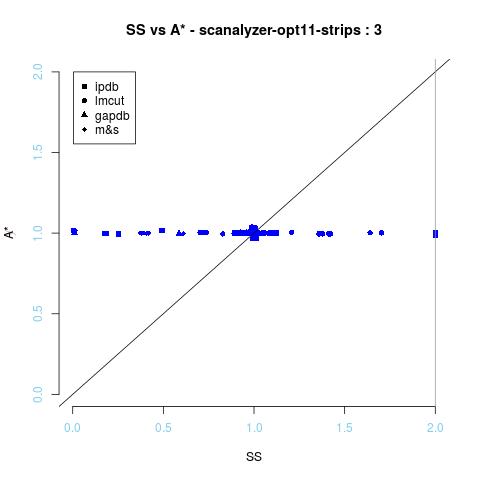 SS vs A* - scanalyzer-opt11-strips : 3
ipdb
lmcut
gapdb
m&s
2.0
1.5
1.0
0.5
0.0
A*
0.0 0.5 1.0 1.5 2.0
SS